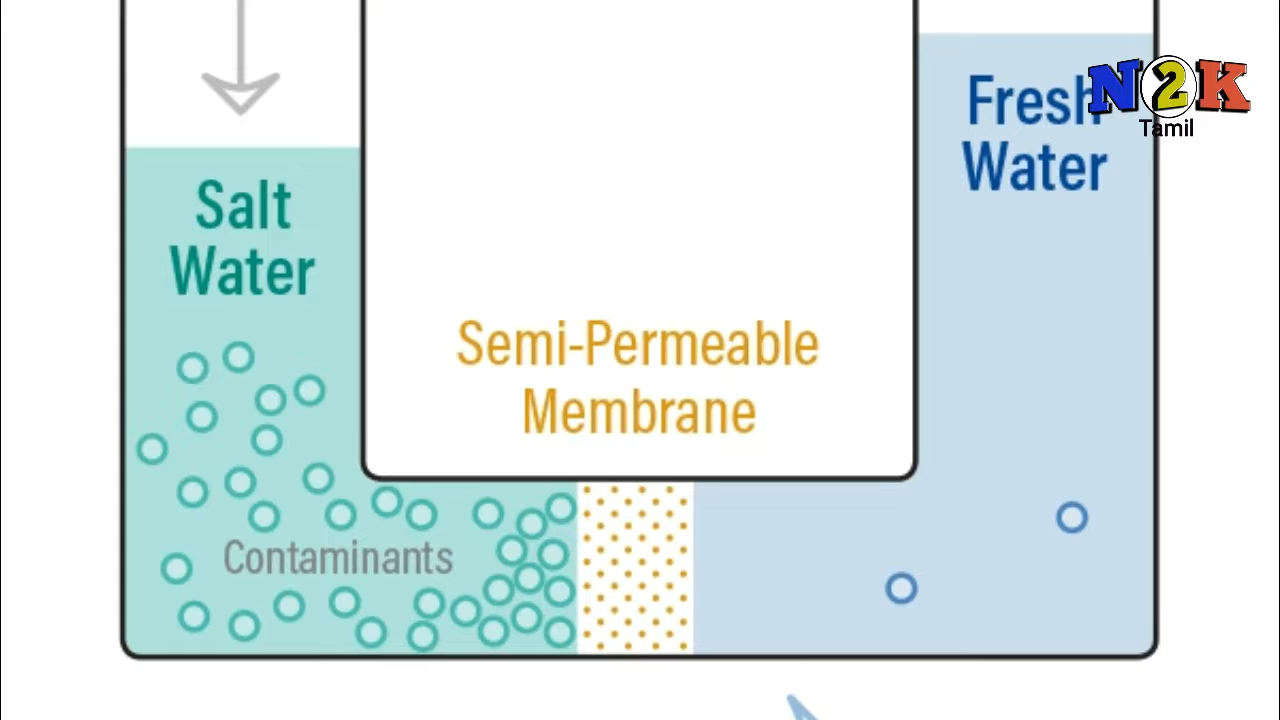 Salt
Water
Semi-Permeable
Membrane
Contaminants
Fresh
Water
N2K
Tamil